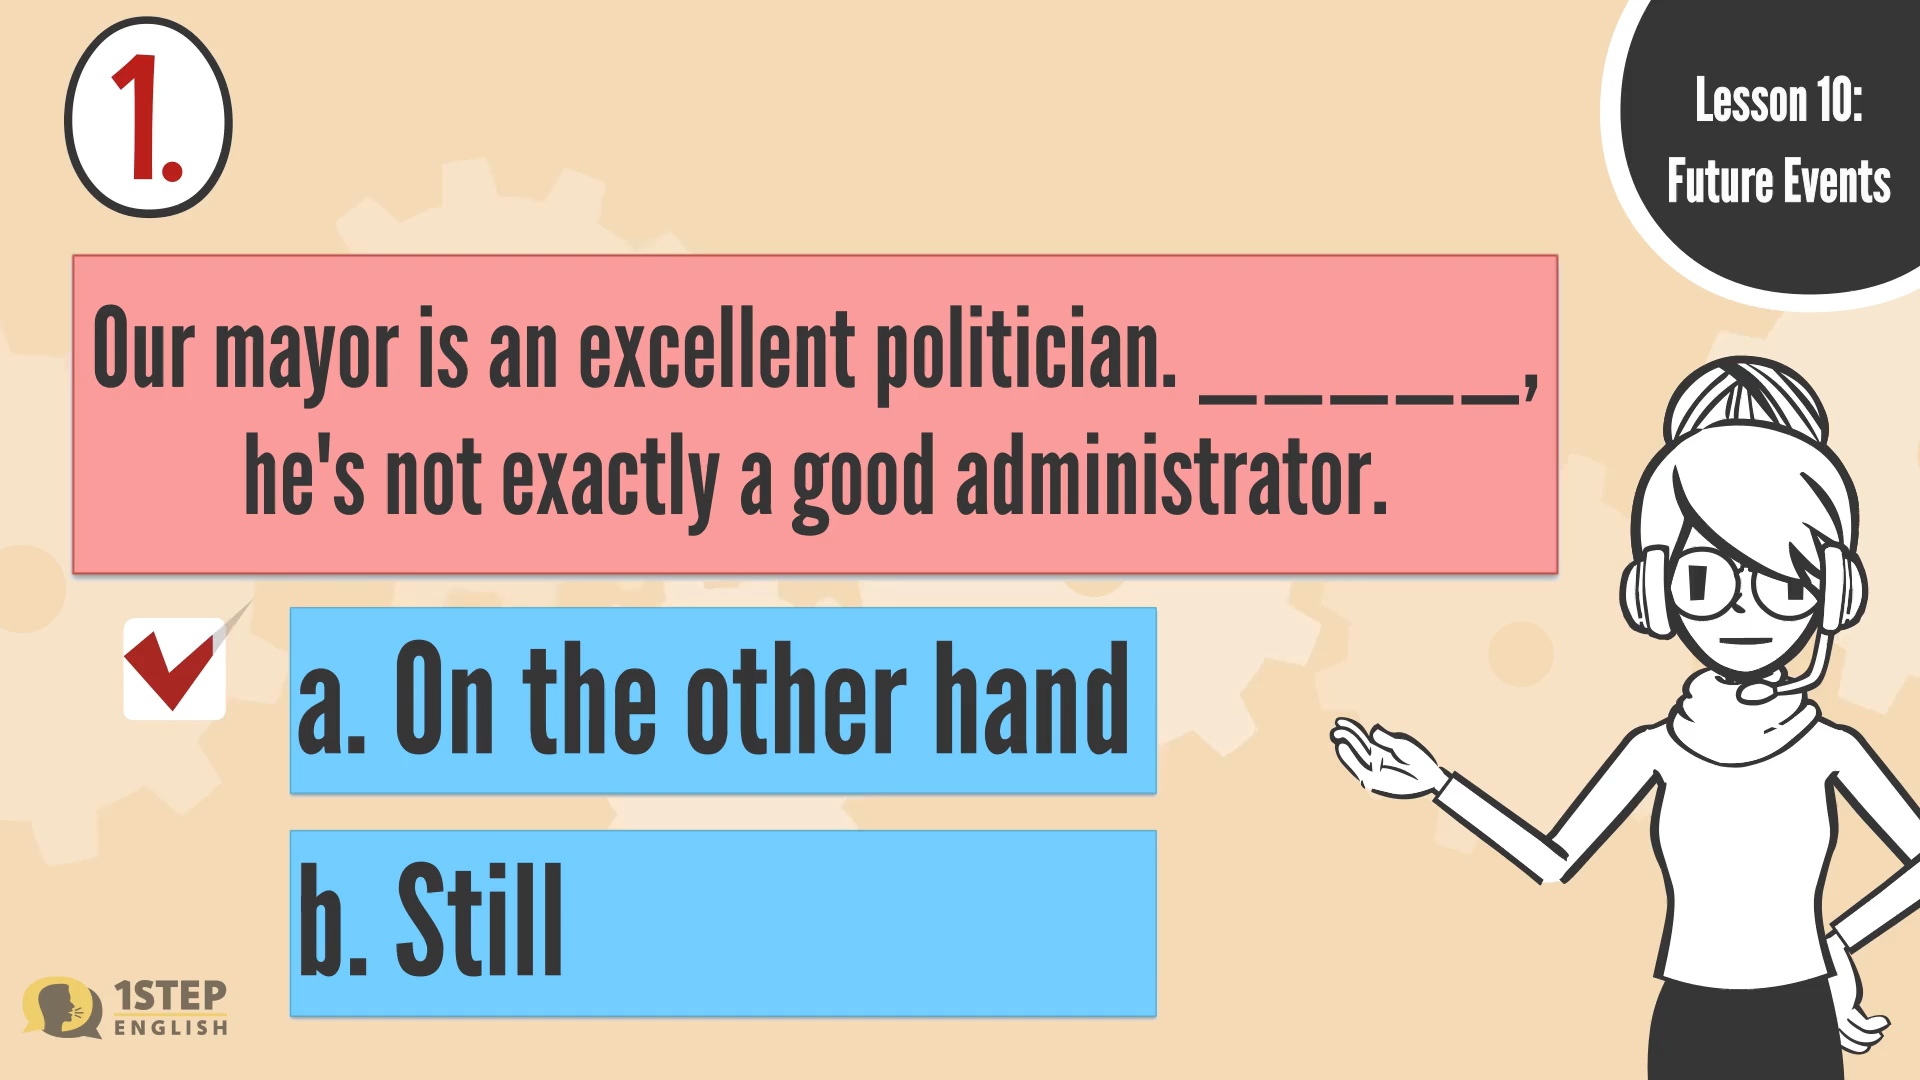 1.
Lesson 10:
Future Events
Our mayor is an excellent politician. _____,
he's not exactly a good administrator.
a. On the other hand
b. Still
1STEP
ENGLISH